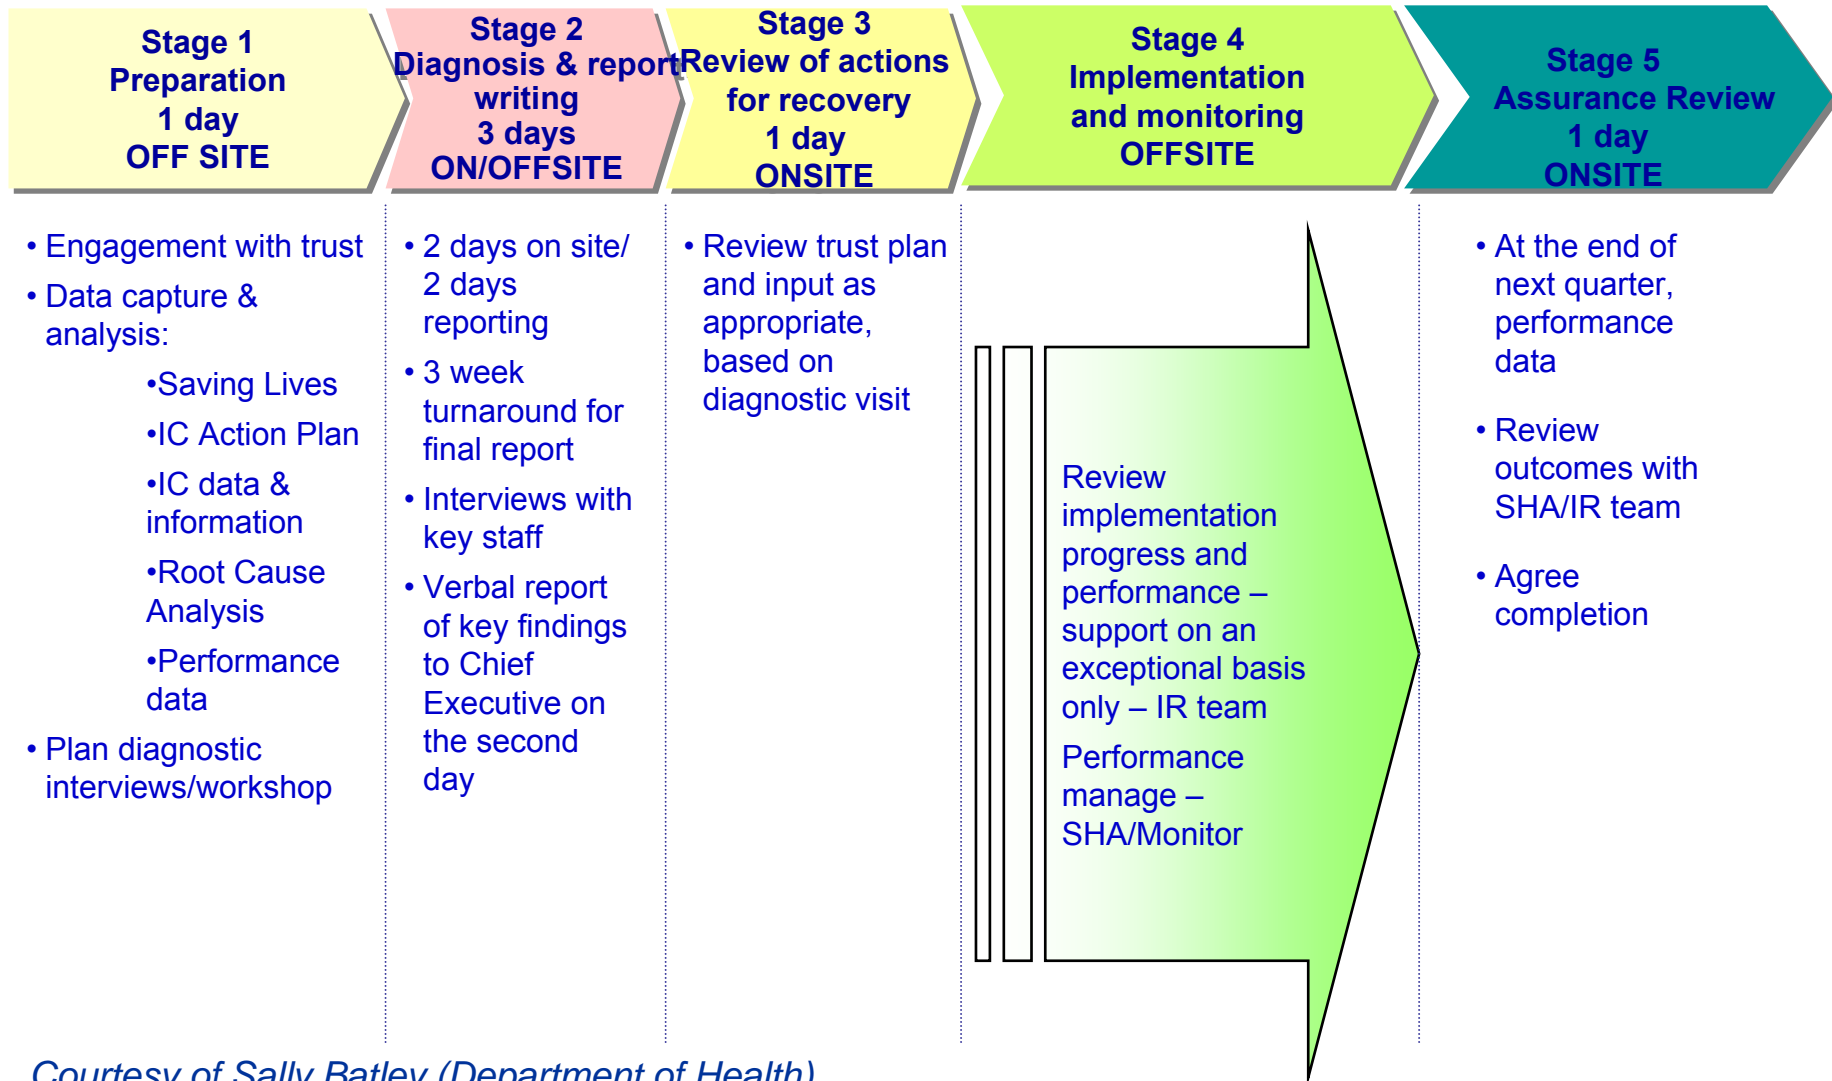 Stage 1
Preparation
1 day
OFF SITE
Stage 2
Diagnosis & report
writing
3 days
ON/OFFSITE
Stage 3
Review of actions
for recovery
1 day
ONSITE
Stage 4
Implementation
and monitoring
OFFSITE
Stage 5
Assurance Review
1 day
ONSITE
• Engagement with trust
• Data capture &
analysis:
•Saving Lives
•IC Action Plan
•IC data &
information
•Root Cause
Analysis
•Performance
data
• Plan diagnostic
interviews/workshop
• 2 days on site/
2 days
reporting
• 3 week
turnaround for
final report
• Interviews with
key staff
• Verbal report
of key findings
to Chief
Executive on
the second
day
• Review trust plan
and input as
appropriate,
based on
diagnostic visit
Review
implementation
progress and
performance –
support on an
exceptional basis
only – IR team
Performance
manage –
SHA/Monitor
• At the end of
next quarter,
performance
data
• Review
outcomes with
SHA/IR team
• Agree
completion
Courtesy of Sally Batley (Department of Health)